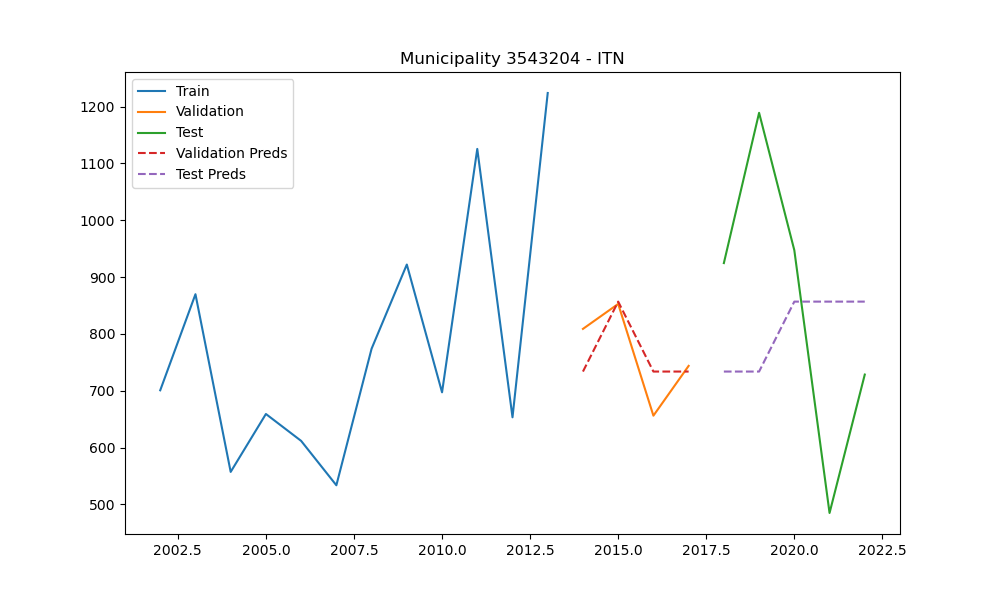 Municipality 3543204 - ITN
Train
Validation
Test
Validation Preds
Test Preds
1200
1100
1000
900
800
700
600
500
2002.5 2005.0 2007.5 2010.0 2012.5 2015.0 2017.5 2020.0 2022.5